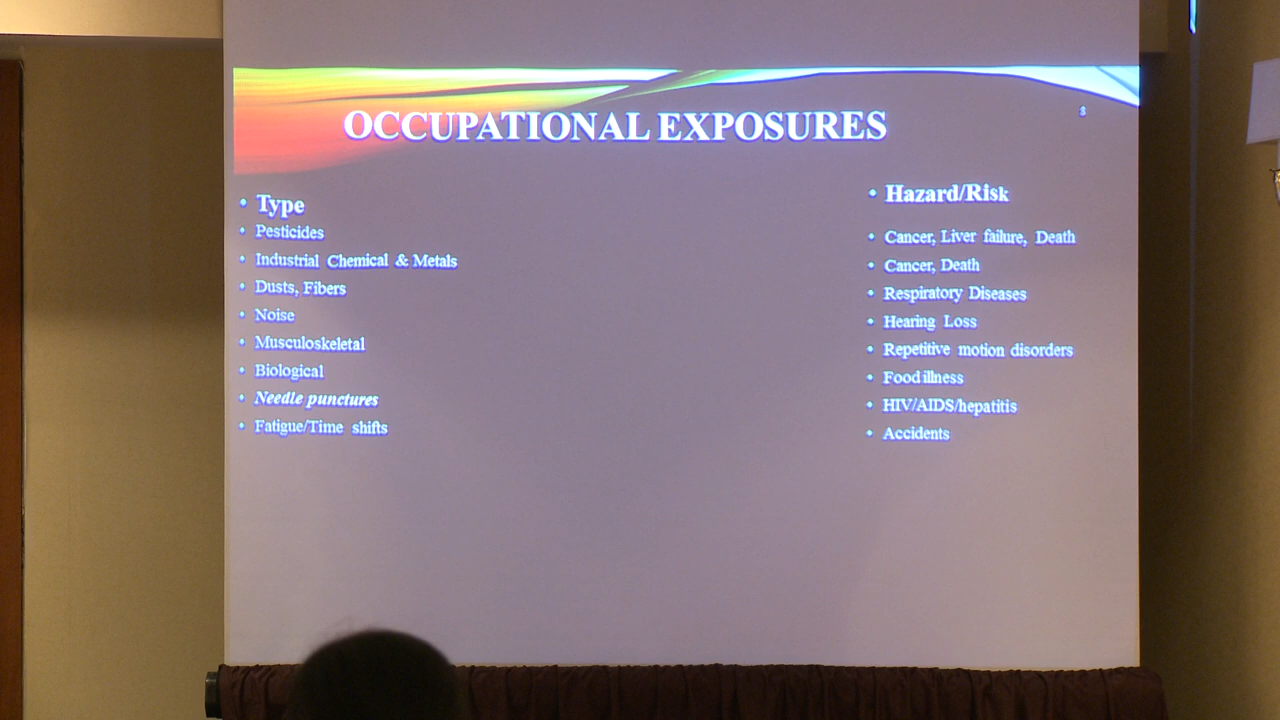 OCCUPATIONAL EXPOSURES
8
• Type
• Pesticides
• Industrial Chemical & Metals
• Dusts, Fibers
• Noise
• Musculoskeletal
• Biological
• Needle punctures
• Fatigue/Time shifts
• Hazard/Risk
• Cancer, Liver failure, Death
• Cancer, Death
• Respiratory Diseases
• Hearing Loss
• Repetitive motion disorders
• Food illness
• HIV/AIDS/hepatitis
• Accidents